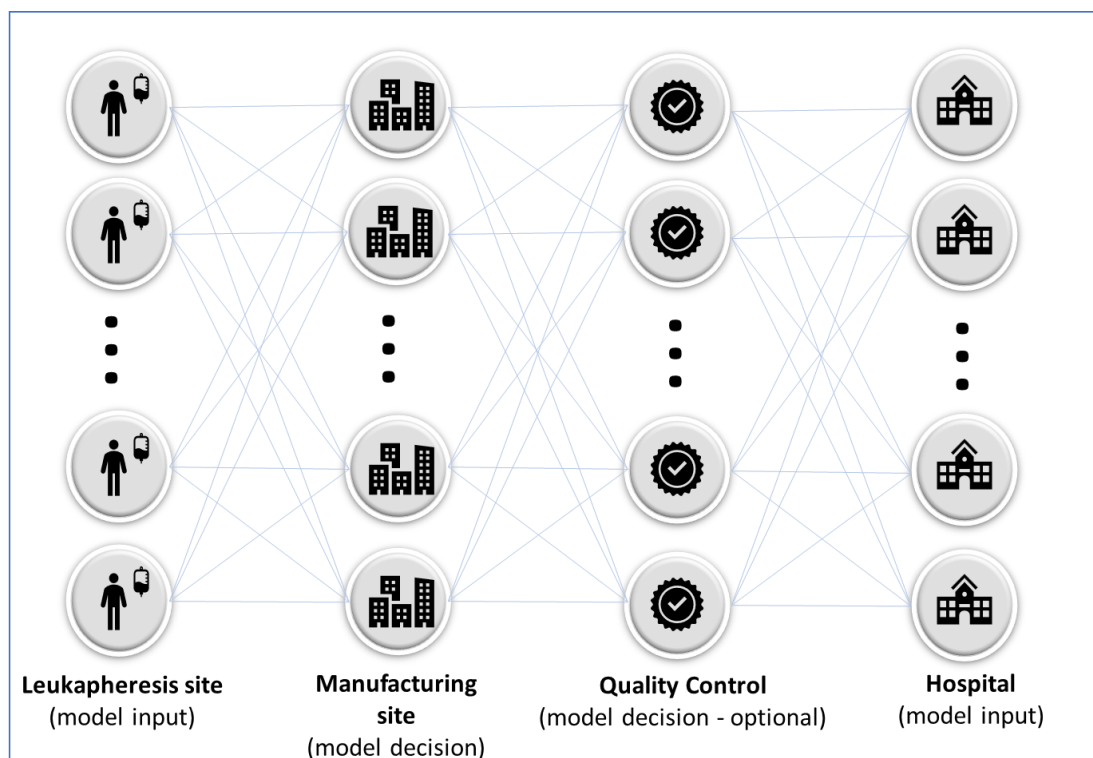 Leukapheresis site
(model input)
Manufacturing
site
(model decision)
Quality Control
(model decision - optional)
Hospital
(model input)